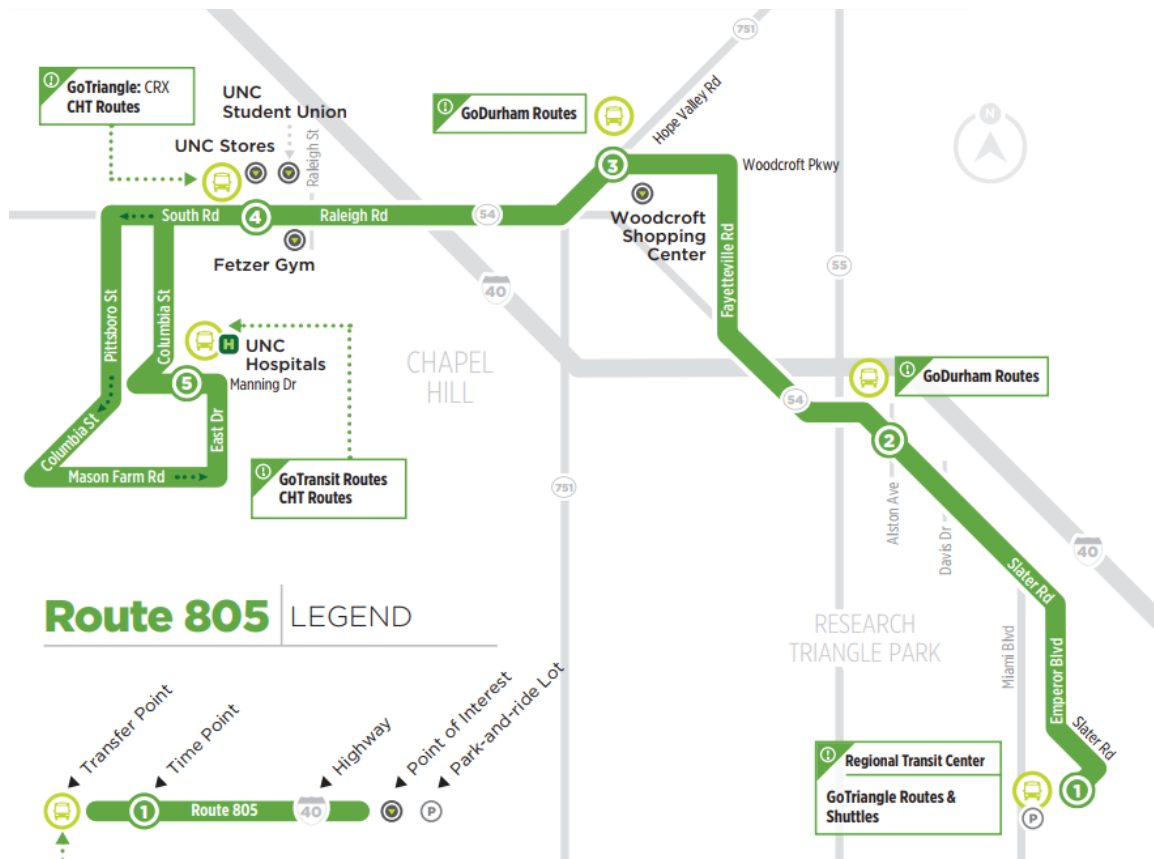 751
GoTriangle: CRX
CHT Routes
UNC
Student Union
UNC Stores
Raleigh St
GoDurham Routes
Hope Valley Rd
N
3
Woodcroft Pkwy
Woodcroft
Shopping
Center
South Rd
4
Raleigh Rd
54
Fetzer Gym
Fayetteville Rd
55
40
Pittsboro St
Columbia St
H
UNC
Hospitals
5
Manning Dr
CHAPEL
HILL
GoDurham Routes
54
2
Columbia St
East Dr
Mason Farm Rd
GoTransit Routes
CHT Routes
751
Alston Ave
Davis Dr
40
Slater Rd
Route 805
LEGEND
RESEARCH
TRIANGLE PARK
Miami Blvd
Emperor Blvd
Slater Rd
Transfer Point
Time Point
Highway
Point of Interest
Park-and-ride Lot
1
Route 805
40
P
Regional Transit Center
GoTriangle Routes &
Shuttles
1
P